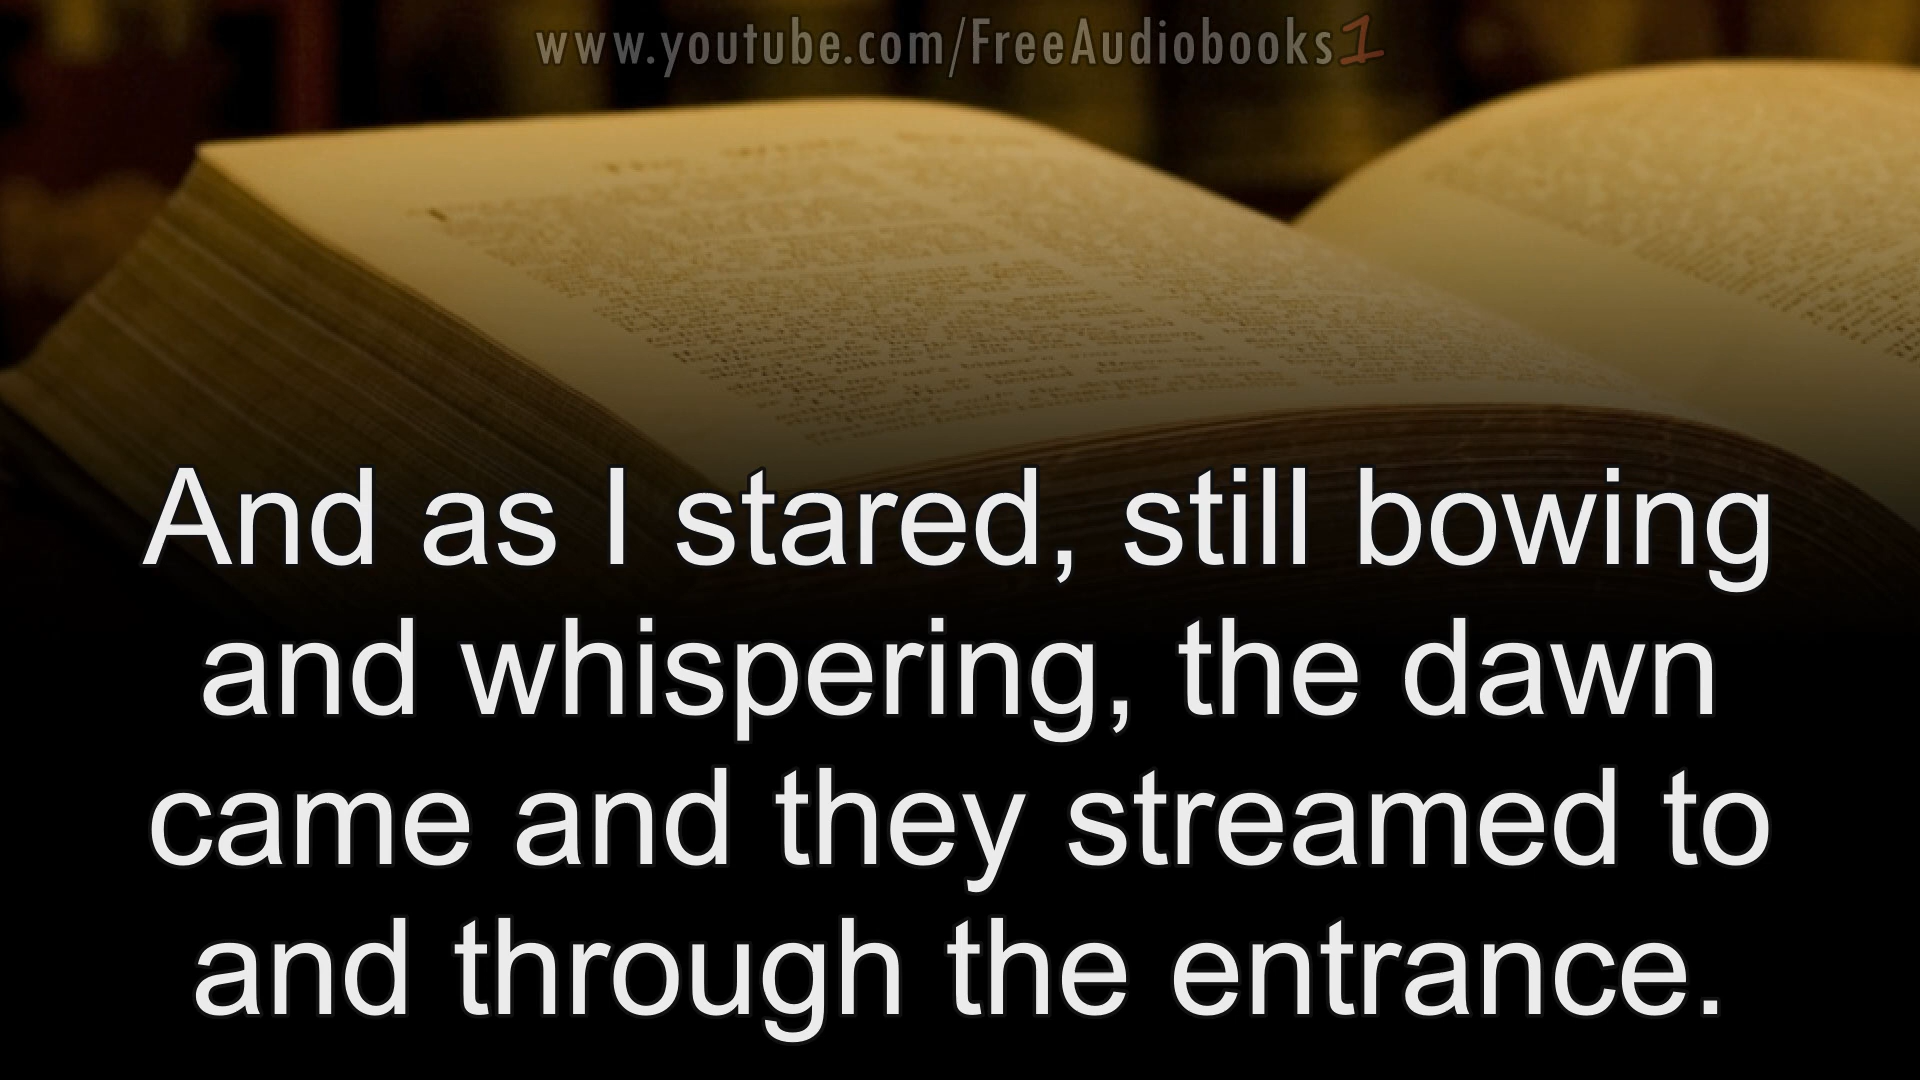 www.youtube.com/FreeAudiobooks1
And as I stared, still bowing
and whispering, the dawn
came and they streamed to
and through the entrance.